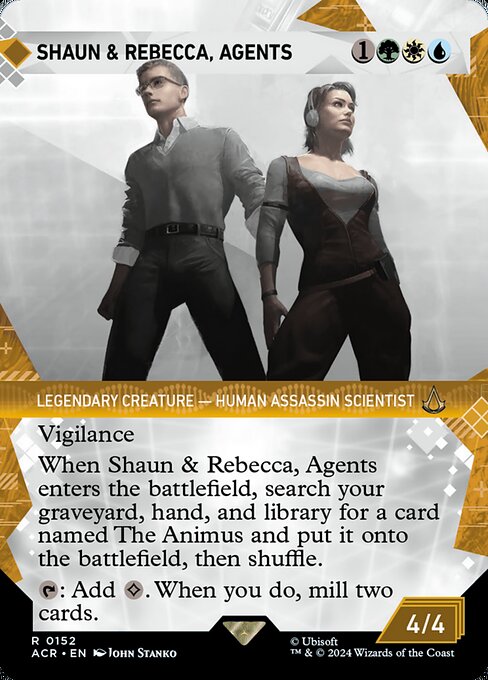 SHAUN & REBECCA, AGENTS 1
LEGENDARY CREATURE — HUMAN ASSASSIN SCIENTIST
Vigilance
When Shaun & Rebecca, Agents
enters the battlefield, search your
graveyard, hand, and library for a card
named The Animus and put it onto
the battlefield, then shuffle.
: Add . When you do, mill two
cards.
4/4
R 0152
ACR • EN JOHN STANKO
© Ubisoft
™ & © 2024 Wizards of the Coast